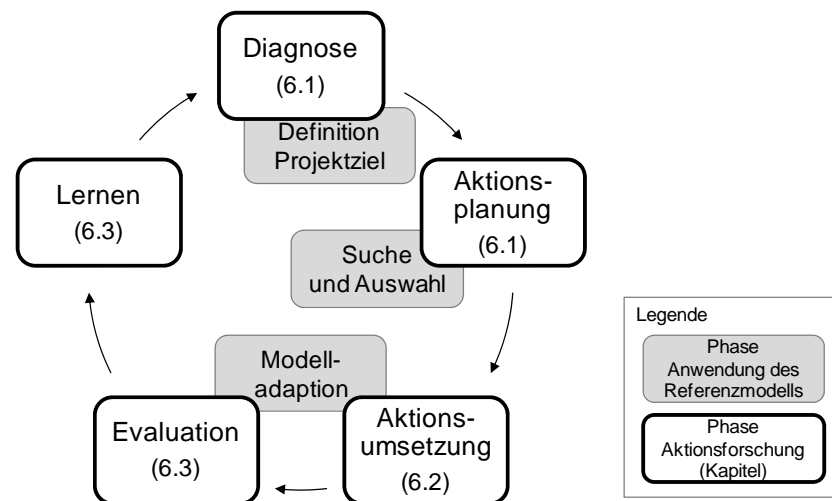 Diagnose
(6.1)
Definition
Projektziel
Aktions-
planung
(6.1)
Lernen
(6.3)
Suche
und Auswahl
Modell-
adaption
Evaluation
(6.3)
Aktions-
umsetzung
(6.2)
Legende
Phase
Anwendung des
Referenzmodells
Phase
Aktionsforschung
(Kapitel)